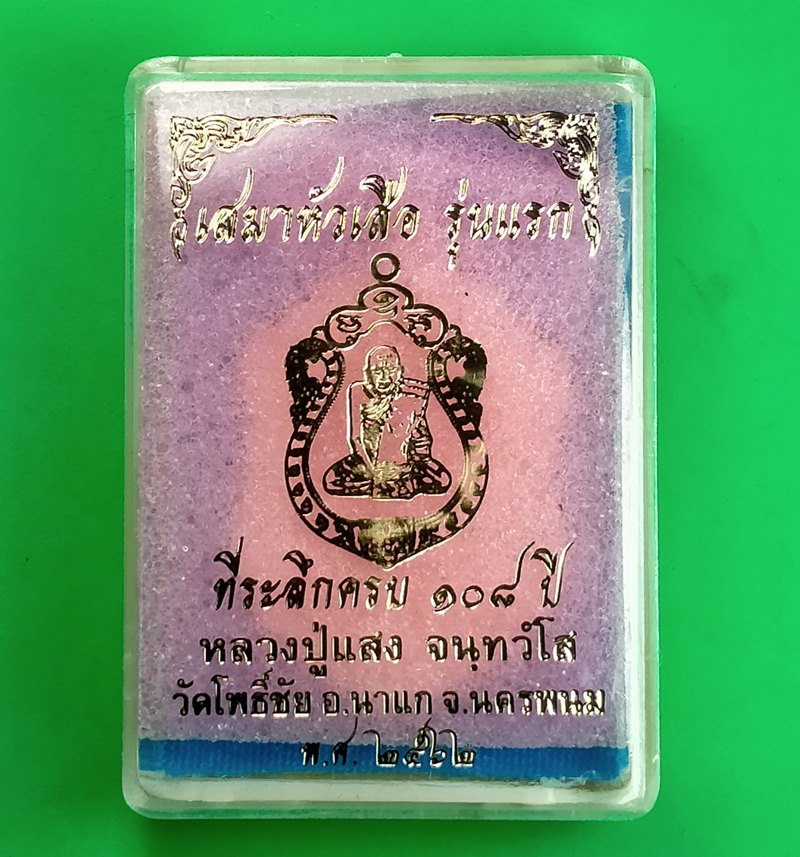 เสมาหัวเสือ รุ่นแรก
ที่ระลึกครบ ๑๐๘ ปี
หลวงปู่แสง จนฺทวํโส
วัดโพธิ์ชัย อ.นาแก จ.นครพนม
พ.ศ. ๒๕๖๒